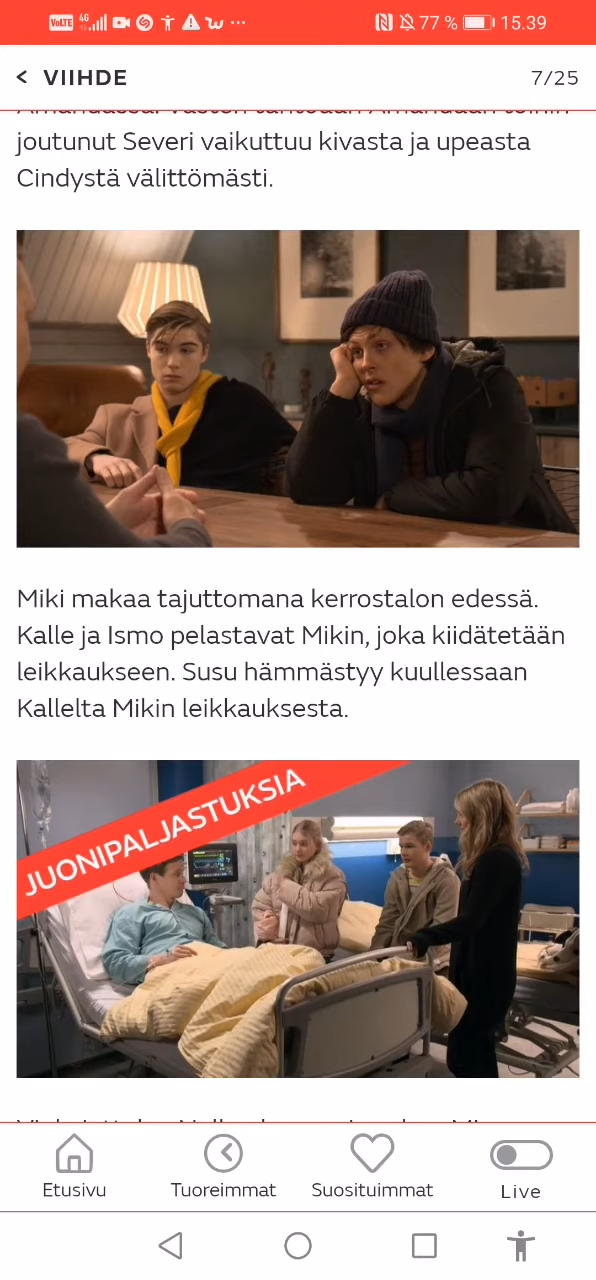 VoLTE 4G 77 % 15.39
< VIIHDE 7/25
joutunut Severi vaikuttuu kivasta ja upeasta
Cindystä välittömästi.
Miki makaa tajuttomana kerrostalon edessä.
Kalle ja Ismo pelastavat Mikin, joka kiidätetään
leikkaukseen. Susu hämmästyy kuullessaan
Kallelta Mikin leikkauksesta.
JUONIPALJASTUKSIA
Etusivu Tuoreimmat Suosituimmat Live